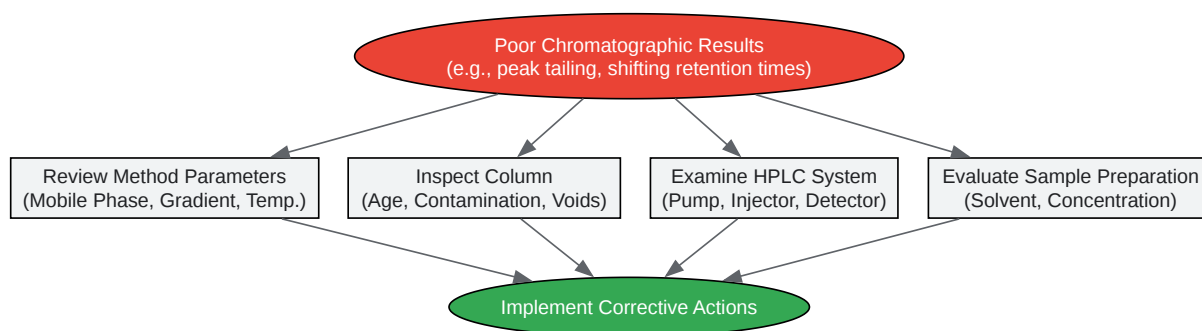 Poor Chromatographic Results
(e.g., peak tailing, shifting retention times)
Review Method Parameters
(Mobile Phase, Gradient, Temp.)
Inspect Column
(Age, Contamination, Voids)
Examine HPLC System
(Pump, Injector, Detector)
Evaluate Sample Preparation
(Solvent, Concentration)
Implement Corrective Actions